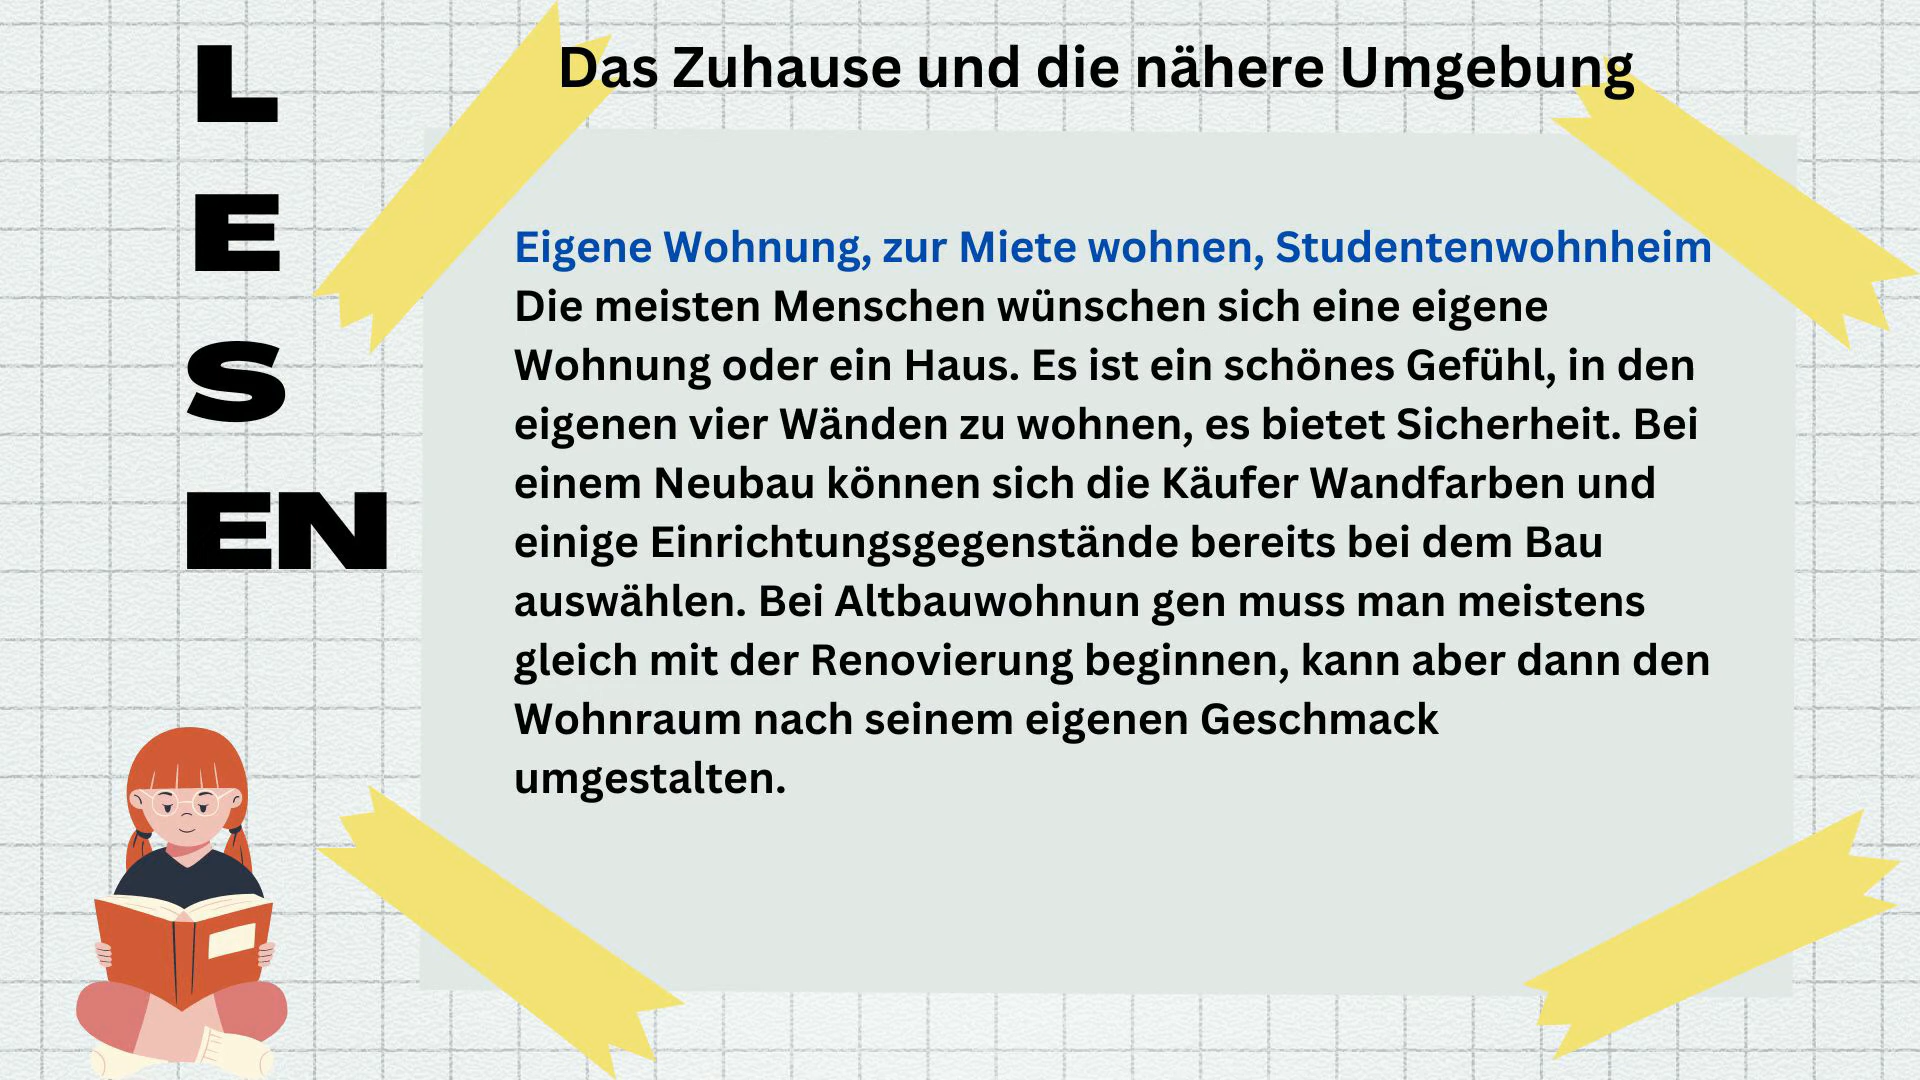 L
E
S
EN
Das Zuhause und die nähere Umgebung
Eigene Wohnung, zur Miete wohnen, Studentenwohnheim
Die meisten Menschen wünschen sich eine eigene
Wohnung oder ein Haus. Es ist ein schönes Gefühl, in den
eigenen vier Wänden zu wohnen, es bietet Sicherheit. Bei
einem Neubau können sich die Käufer Wandfarben und
einige Einrichtungsgegenstände bereits bei dem Bau
auswählen. Bei Altbauwohnun gen muss man meistens
gleich mit der Renovierung beginnen, kann aber dann den
Wohnraum nach seinem eigenen Geschmack
umgestalten.